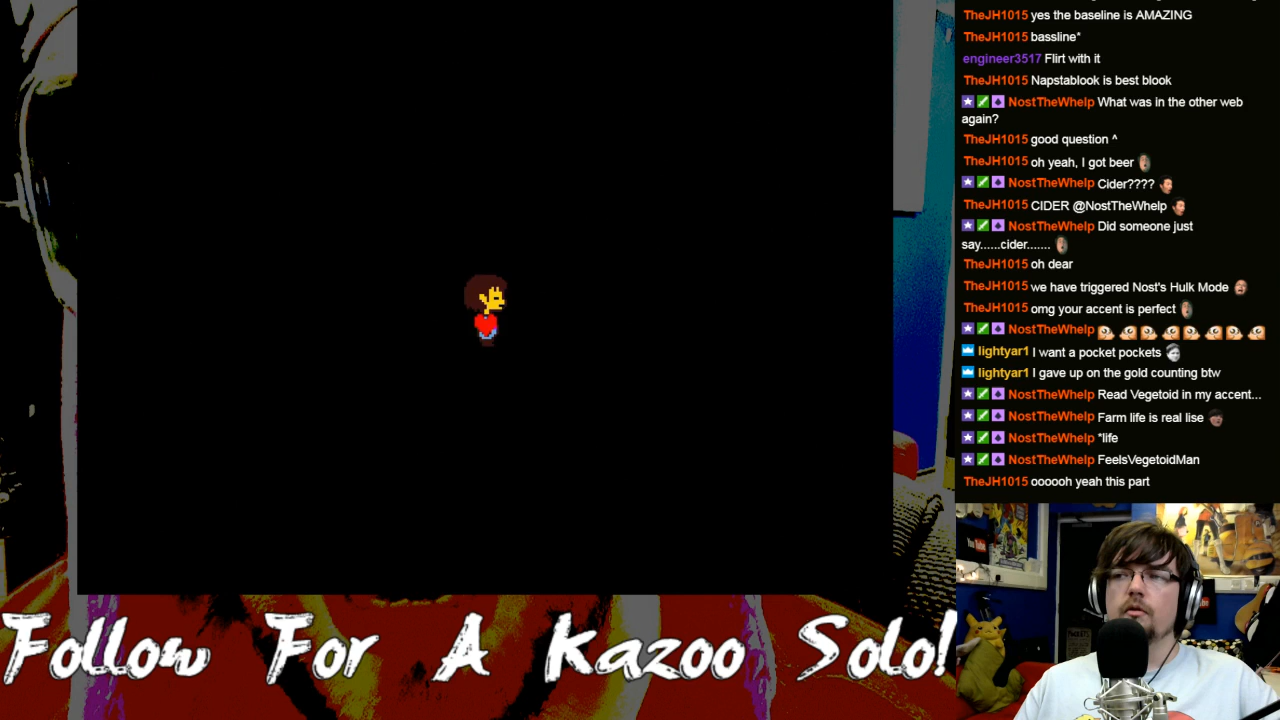 TheJH1015 yes the baseline is AMAZING
TheJH1015 bassline*
engineer3517 Flirt with it
TheJH1015 Napstablook is best blook
NostTheWhelp What was in the other web
again?
TheJH1015 good question ^
TheJH1015 oh yeah, I got beer
NostTheWhelp Cider????
TheJH1015 CIDER @NostTheWhelp
NostTheWhelp Did someone just
say......cider.......
TheJH1015 oh dear
TheJH1015 we have triggered Nost's Hulk Mode
TheJH1015 omg your accent is perfect
NostTheWhelp
lightyar1 I want a pocket pockets
lightyar1 I gave up on the gold counting btw
NostTheWhelp Read Vegetoid in my accent...
NostTheWhelp Farm life is real lise
NostTheWhelp *life
NostTheWhelp FeelsVegetoidMan
TheJH1015 oooooh yeah this part
Follow For A Kazoo Solo!